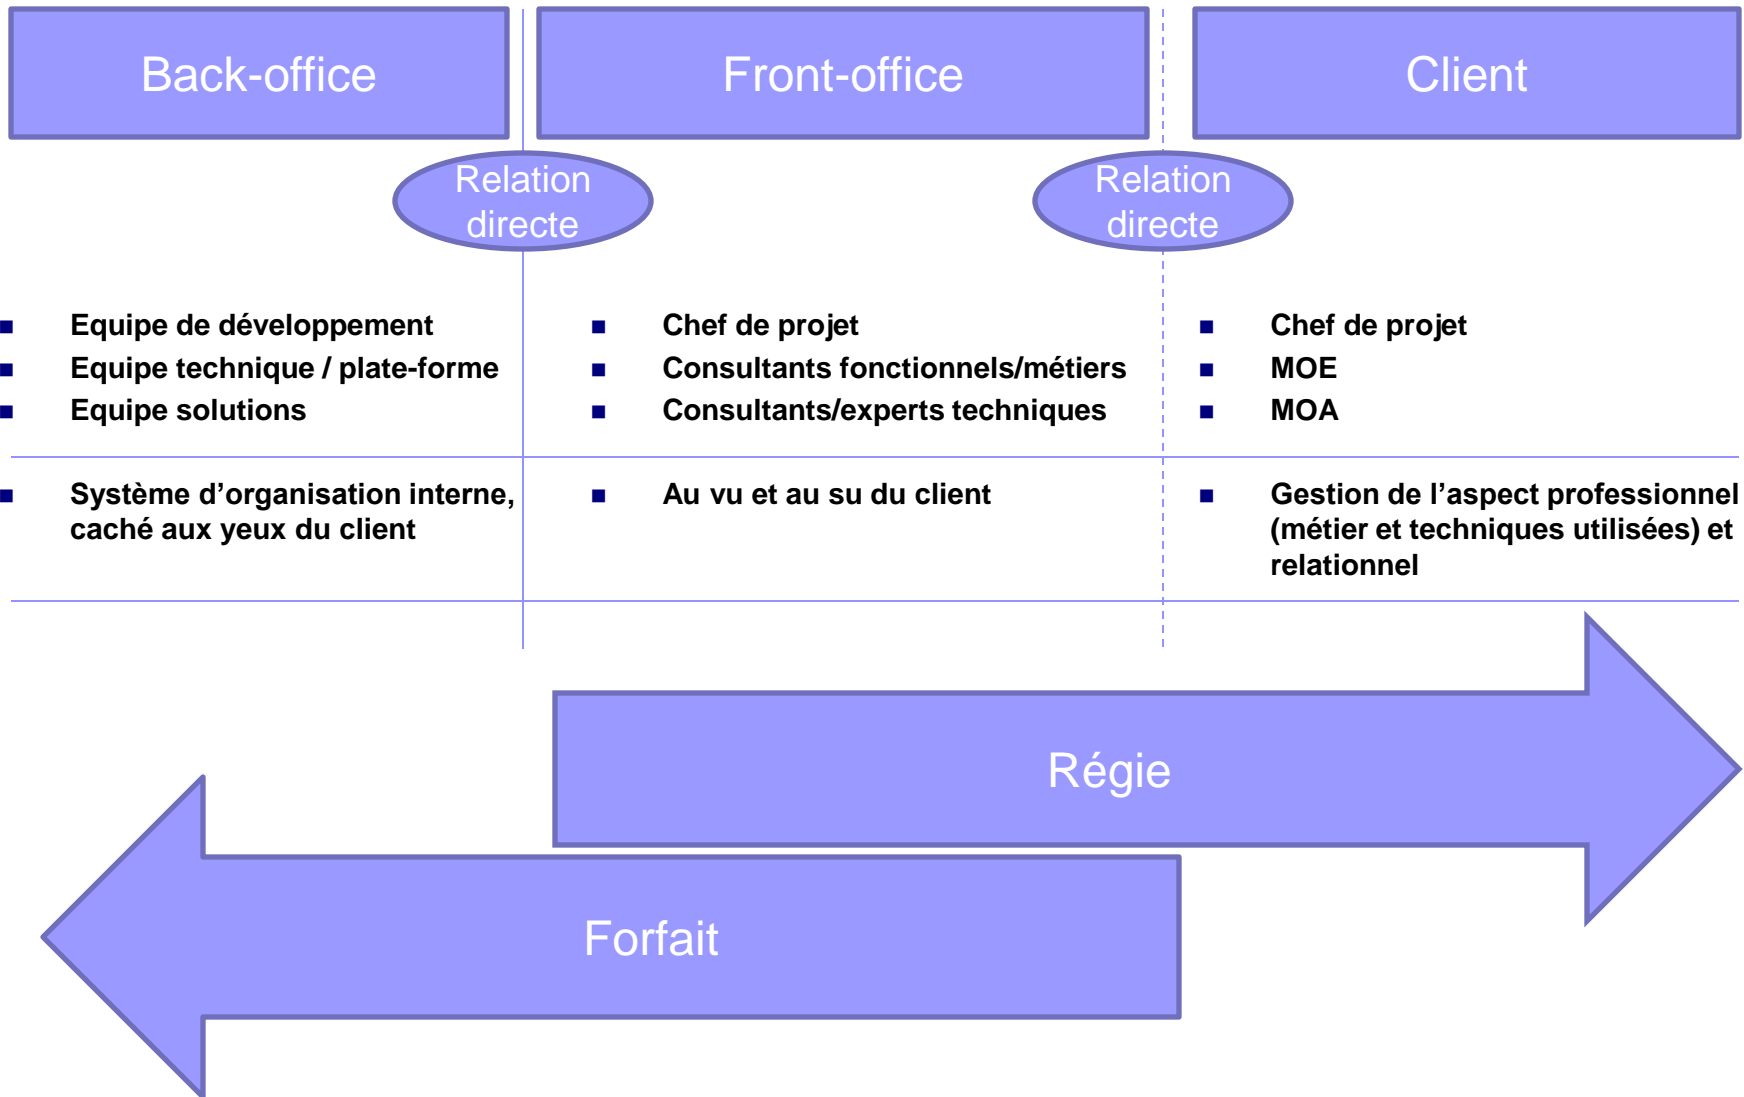 Back-office
Front-office
Client
Relation
directe
Relation
directe
Equipe de développement
Equipe technique / plate-forme
Equipe solutions
Chef de projet
Consultants fonctionnels/métiers
Consultants/experts techniques
Chef de projet
MOE
MOA
Système d’organisation interne,
caché aux yeux du client
Au vu et au su du client
Gestion de l’aspect professionnel
(métier et techniques utilisées) et
relationnel
Régie
Forfait